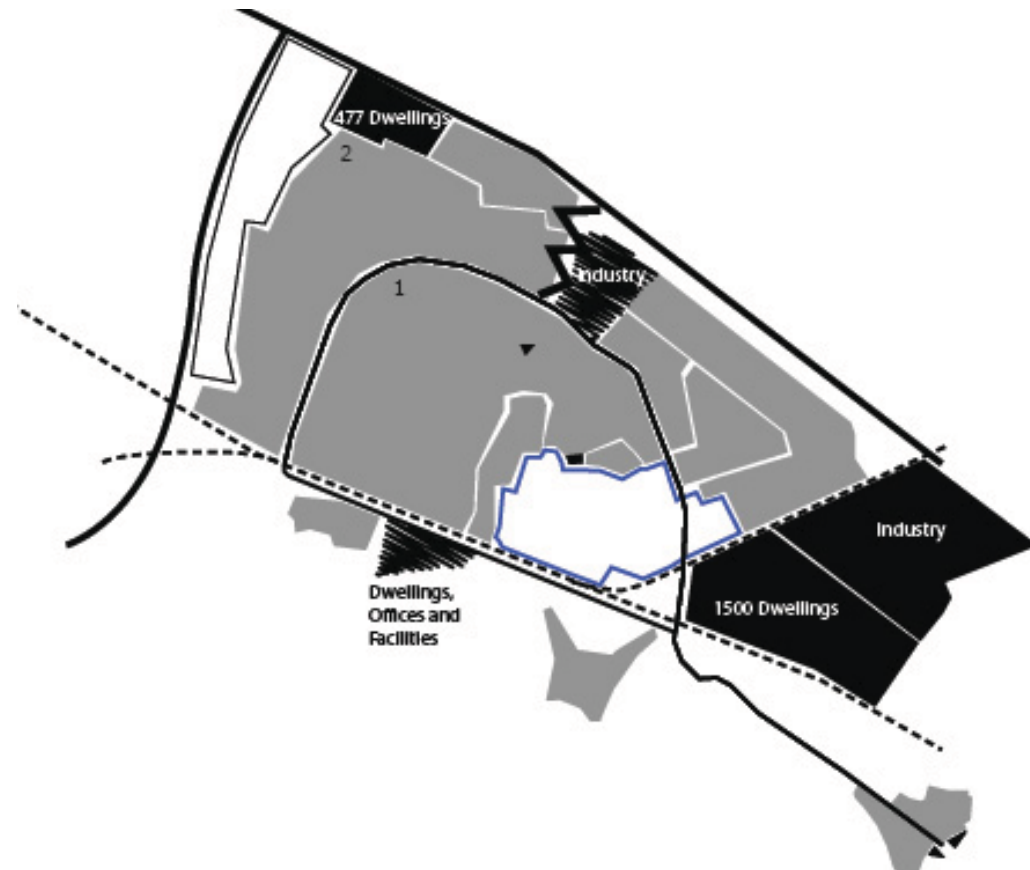 477 Dwellings
2
Industry
1
Industry
1500 Dwellings
Dwellings,
Offices and
Facilities